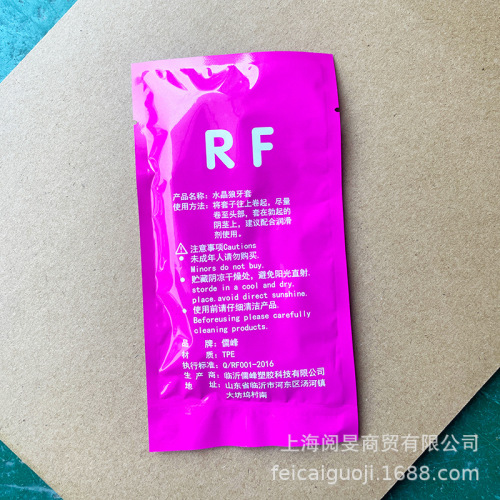 RF
产品名称: 水晶狼牙套
使用方法: 将套子往上卷起，尽量
卷至头部，套在勃起的
阴茎上，建议配合润滑
剂使用。
注意事项Cautions
未成年人请勿购买.
Minors do not buy.
贮藏阴凉干燥处，避免阳光直射.
storde in a cool and dry.
place.avoid direct sunshine.
使用前请仔细清洁产品.
Beforeusing please carefully
cleaning products.
品 牌: 儒峰
材 质: TPE
执行标准: Q/RF001-2016
生 产 商: 临沂儒峰塑胶科技有限公司
地 址: 山东省临沂市河东区汤河镇
大坊坞村南
上海阅旻商贸有限公司
feicaiguoji.1688.com